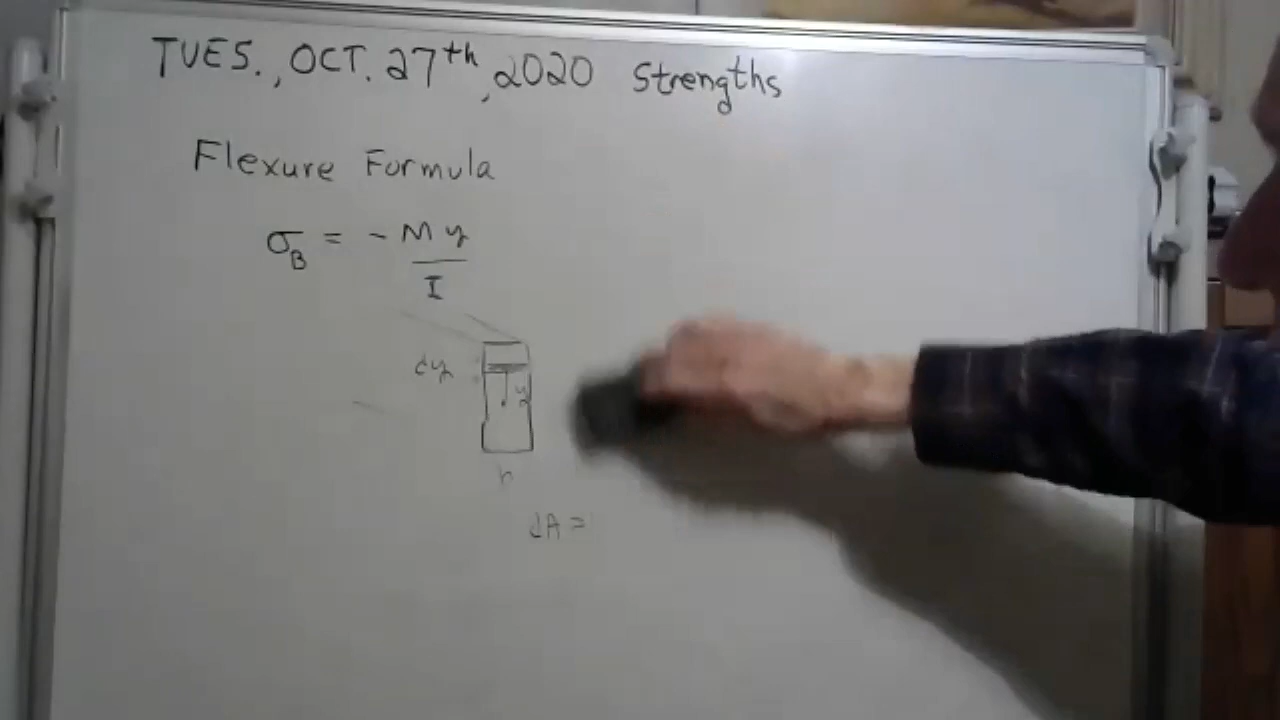 TUES., OCT. 27th, 2020 Strengths
Flexure Formula
σB = - My
I
dy
y
dA =